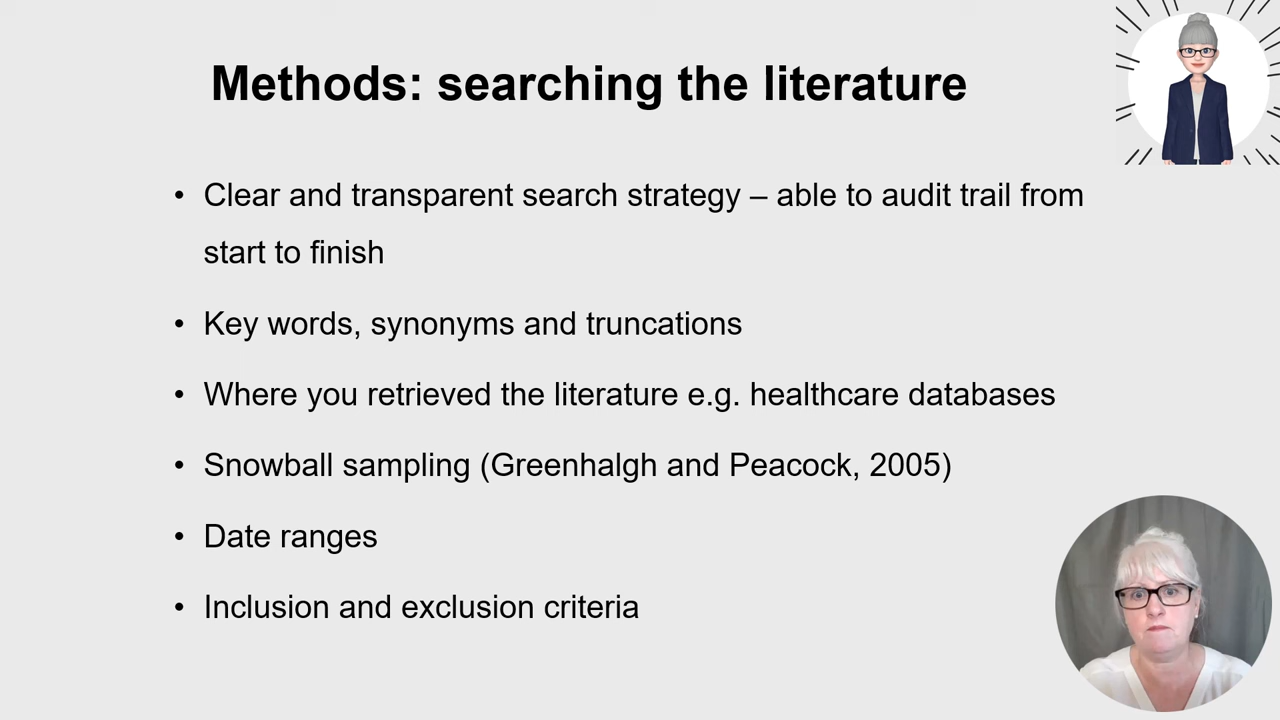 Methods: searching the literature
• Clear and transparent search strategy – able to audit trail from
start to finish
• Key words, synonyms and truncations
• Where you retrieved the literature e.g. healthcare databases
• Snowball sampling (Greenhalgh and Peacock, 2005)
• Date ranges
• Inclusion and exclusion criteria